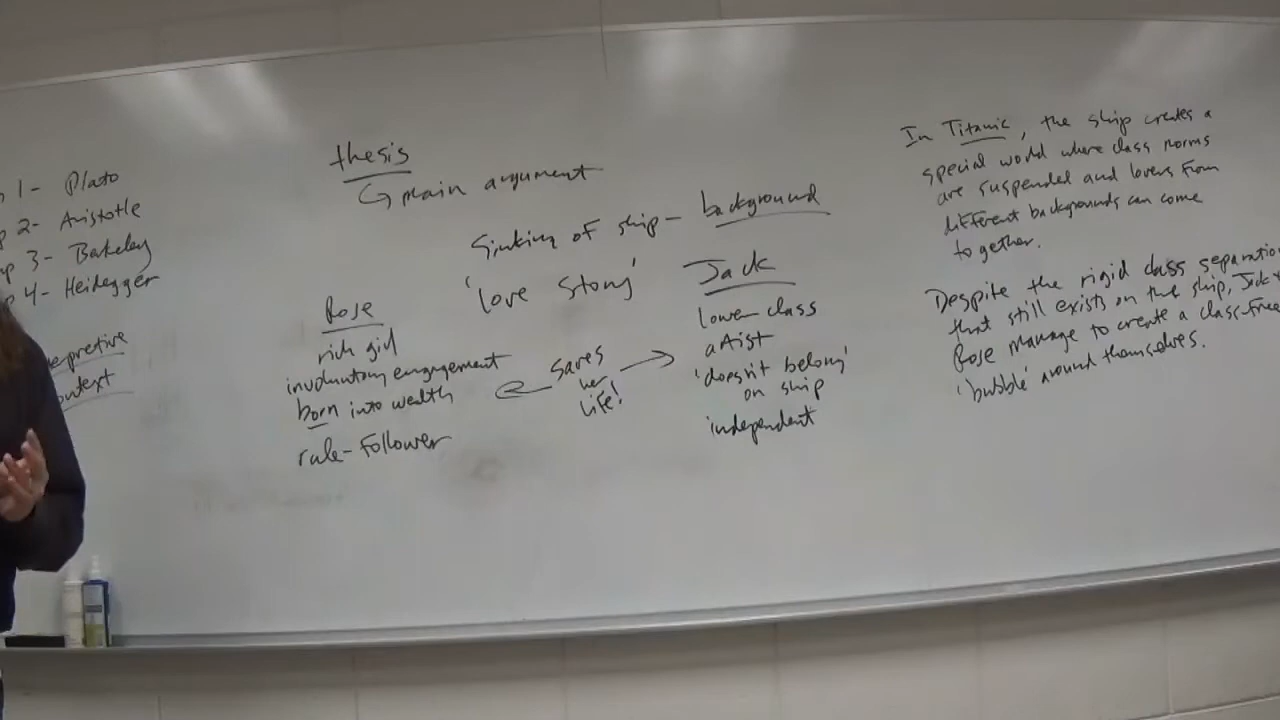 1- Plato
2- Aristotle
3- Berkeley
4- Heidegger
thesis
main argument
Sinking of ship - background
'love story'
Rose
rich girl
involuntary engagement
born into wealth
rule-follower
saves
her
life!
Jack
lower class
artist
'doesn't belong'
on ship
independent
In Titanic, the ship creates a
special world where class norms
are suspended and lovers from
different backgrounds can come
together.
Despite the rigid class separation
that still exists on the ship, Jack +
Rose manage to create a class-free
'bubble' around themselves.